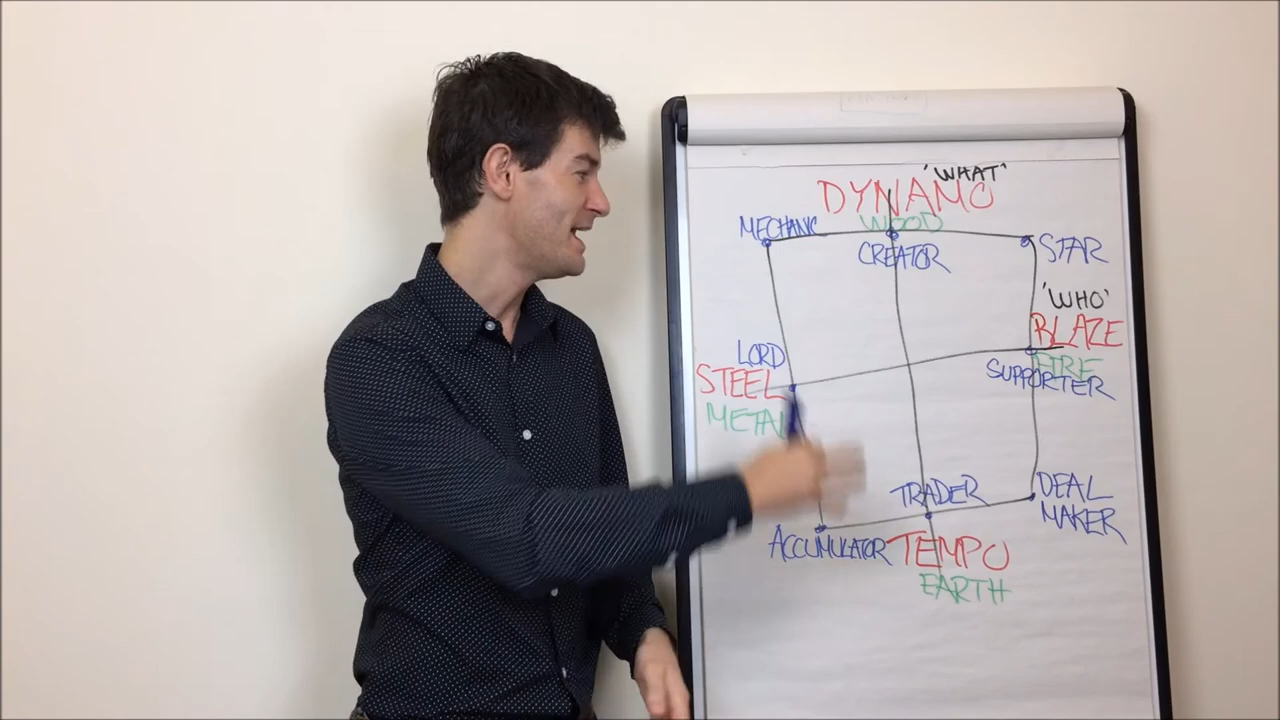 'WHAT'
DYNAMO
WOOD
MECHANIC
CREATOR
STAR
'WHO'
BLAZE
FIRE
SUPPORTER
LORD
STEEL
METAL
TRADER
DEAL
MAKER
ACCUMULATOR
TEMPO
EARTH